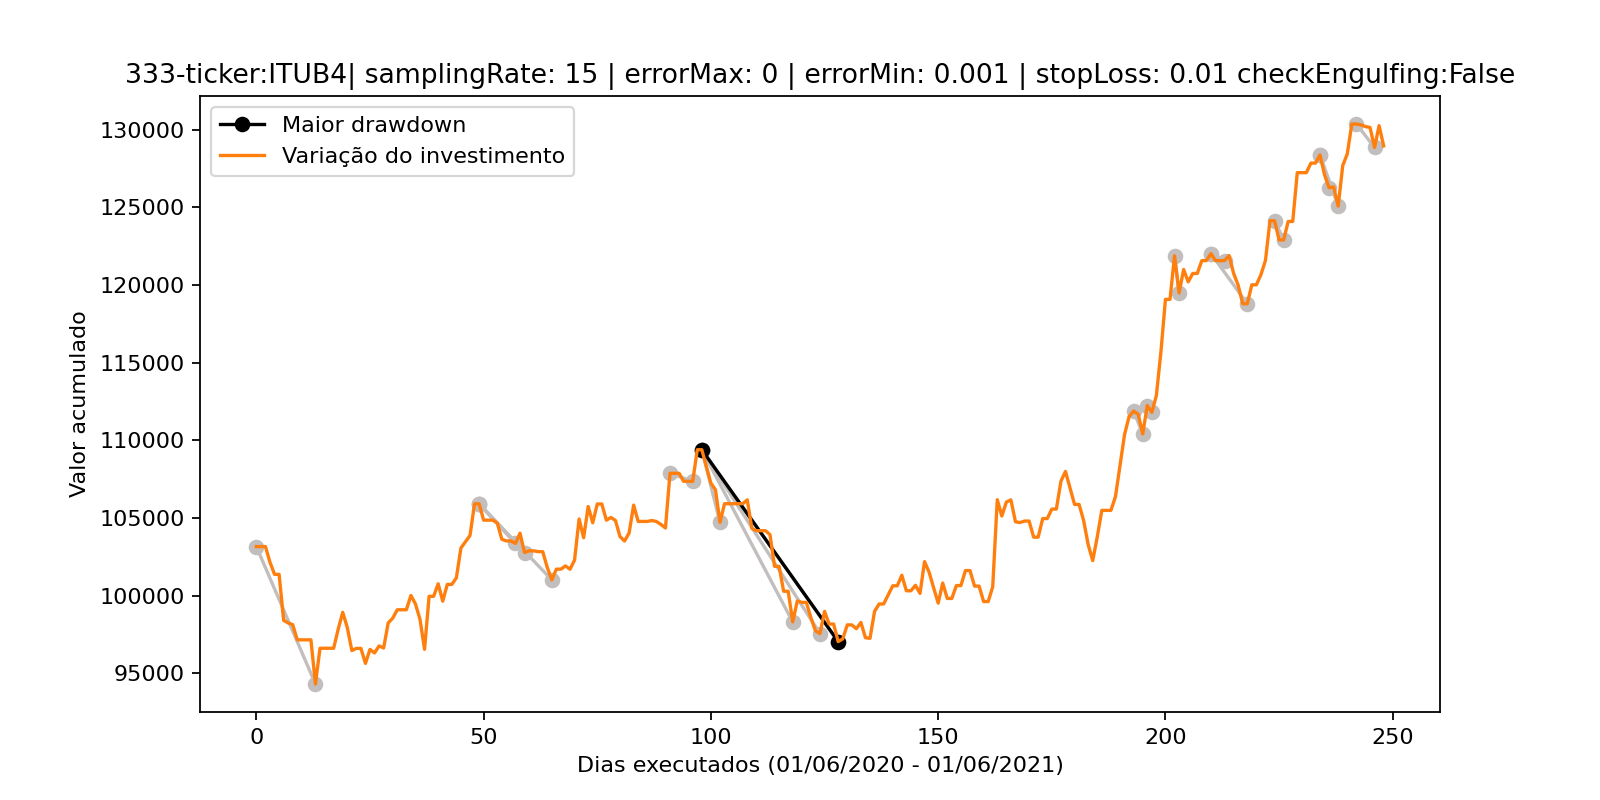 333-ticker:ITUB4| samplingRate: 15 | errorMax: 0 | errorMin: 0.001 | stopLoss: 0.01 checkEngulfing:False
Maior drawdown
Variação do investimento
Valor acumulado
130000
125000
120000
115000
110000
105000
100000
95000
0 50 100 150 200 250
Dias executados (01/06/2020 - 01/06/2021)